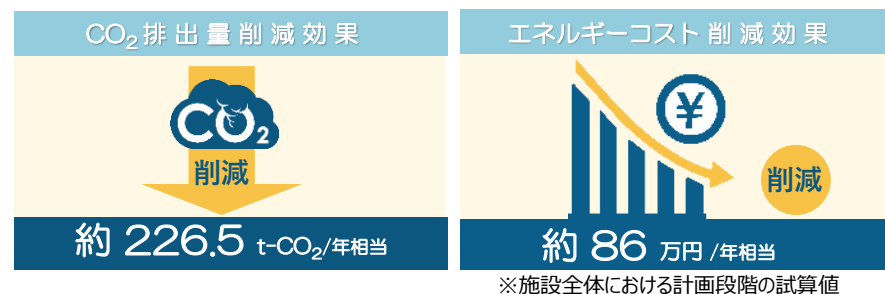 CO₂排出量削減効果
CO₂
削減
約 226.5 t-CO₂/年相当
エネルギーコスト削減効果
¥
削減
約 86 万円 /年相当
※施設全体における計画段階の試算値